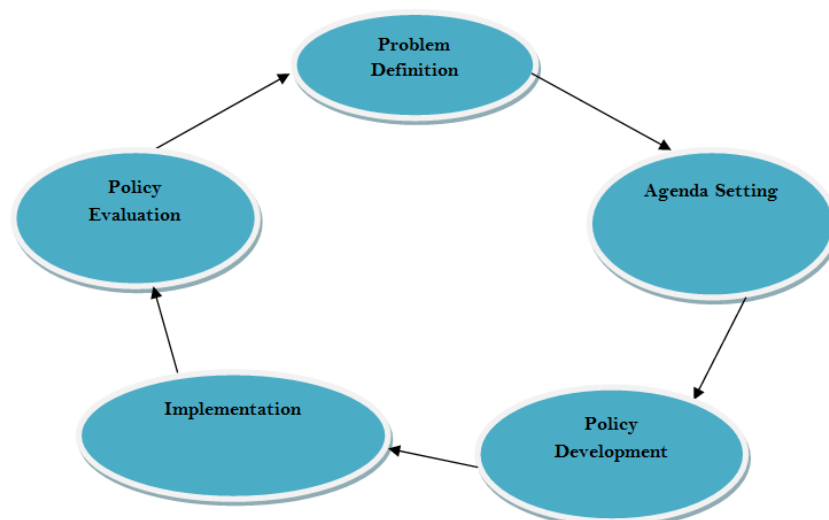 Problem
Definition
Agenda Setting
Policy
Development
Implementation
Policy
Evaluation